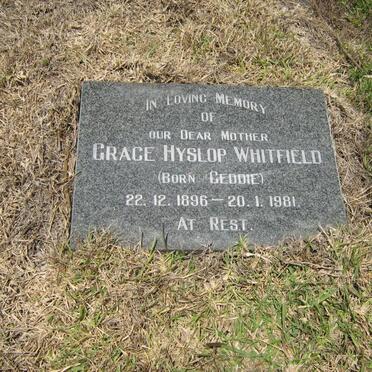 In Loving Memory
of
our Dear Mother
Grace Hyslop Whitfield
(Born Geddie)
22. 12. 1896 – 20. 1. 1981.
At Rest.